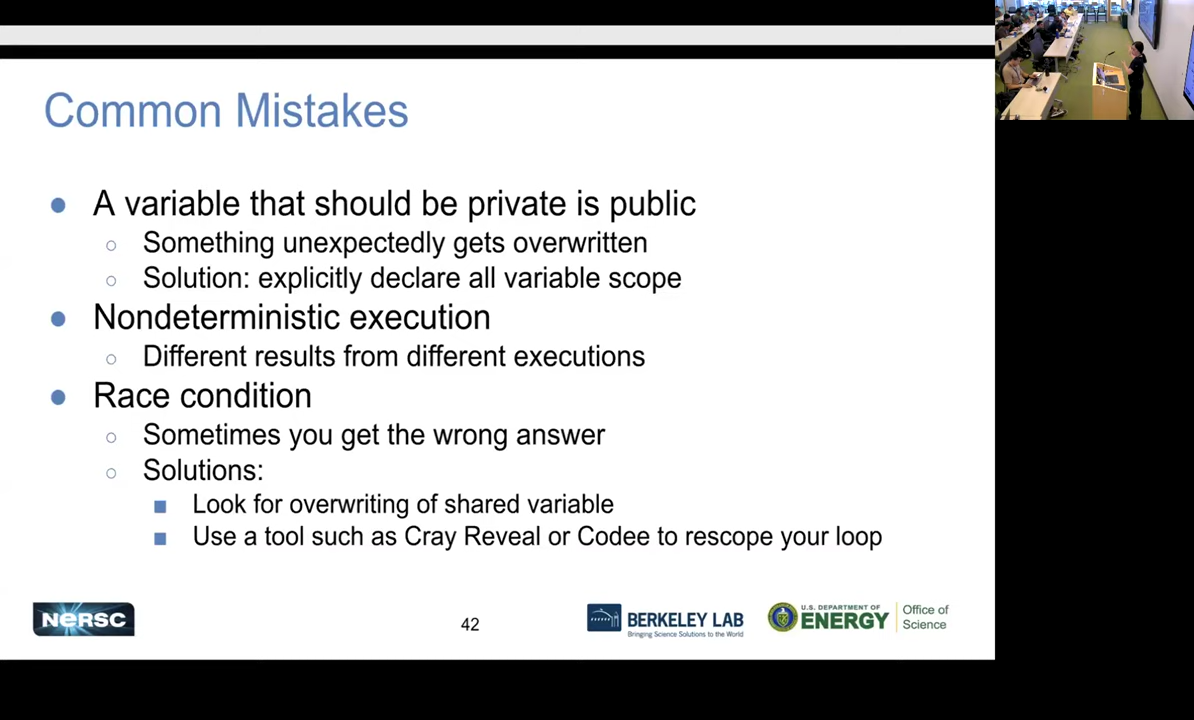 Common Mistakes
A variable that should be private is public
Something unexpectedly gets overwritten
Solution: explicitly declare all variable scope
Nondeterministic execution
Different results from different executions
Race condition
Sometimes you get the wrong answer
Solutions:
Look for overwriting of shared variable
Use a tool such as Cray Reveal or Codee to rescope your loop
NERSC
42
BERKELEY LAB
Bringing Science Solutions to the World
U.S. DEPARTMENT OF
ENERGY
Office of
Science